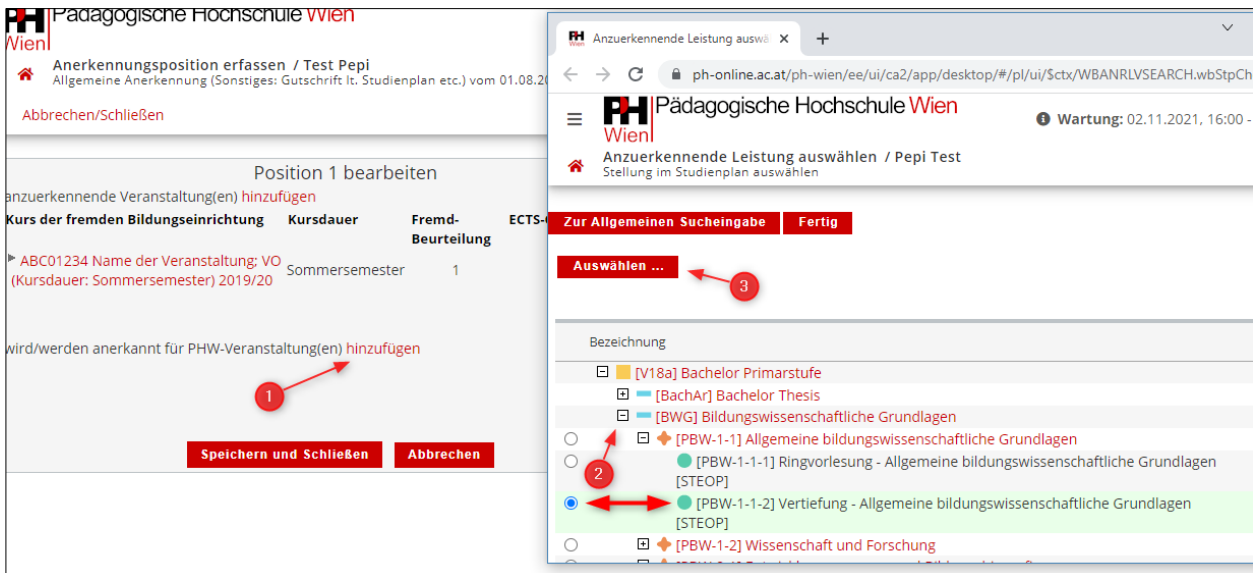 PH Pädagogische Hochschule Wien
Wien
Anerkennungsposition erfassen / Test Pepi
Allgemeine Anerkennung (Sonstiges: Gutschrift lt. Studienplan etc.) vom 01.08.20
Abbrechen/Schließen
Position 1 bearbeiten
anzuerkennende Veranstaltung(en) hinzufügen
Kurs der fremden Bildungseinrichtung Kursdauer Fremd- ECTS-
Beurteilung
ABC01234 Name der Veranstaltung; VO
(Kursdauer: Sommersemester) 2019/20
Sommersemester 1
wird/werden anerkannt für PHW-Veranstaltung(en) hinzufügen
1
Speichern und Schließen Abbrechen
PH Wien Anzuerkennende Leistung auswä
ph-online.ac.at/ph-wien/ee/ui/ca2/app/desktop/#/pl/ui/$ctx/WBANRLVSEARCH.wbStpCh
PH Pädagogische Hochschule Wien
Wien
Wartung: 02.11.2021, 16:00 -
Anzuerkennende Leistung auswählen / Pepi Test
Stellung im Studienplan auswählen
Zur Allgemeinen Sucheingabe Fertig
Auswählen ...
3
Bezeichnung
[V18a] Bachelor Primarstufe
[BachAr] Bachelor Thesis
[BWG] Bildungswissenschaftliche Grundlagen
[PBW-1-1] Allgemeine bildungswissenschaftliche Grundlagen
2
[PBW-1-1-1] Ringvorlesung - Allgemeine bildungswissenschaftliche Grundlagen
[STEOP]
[PBW-1-1-2] Vertiefung - Allgemeine bildungswissenschaftliche Grundlagen
[STEOP]
[PBW-1-2] Wissenschaft und Forschung